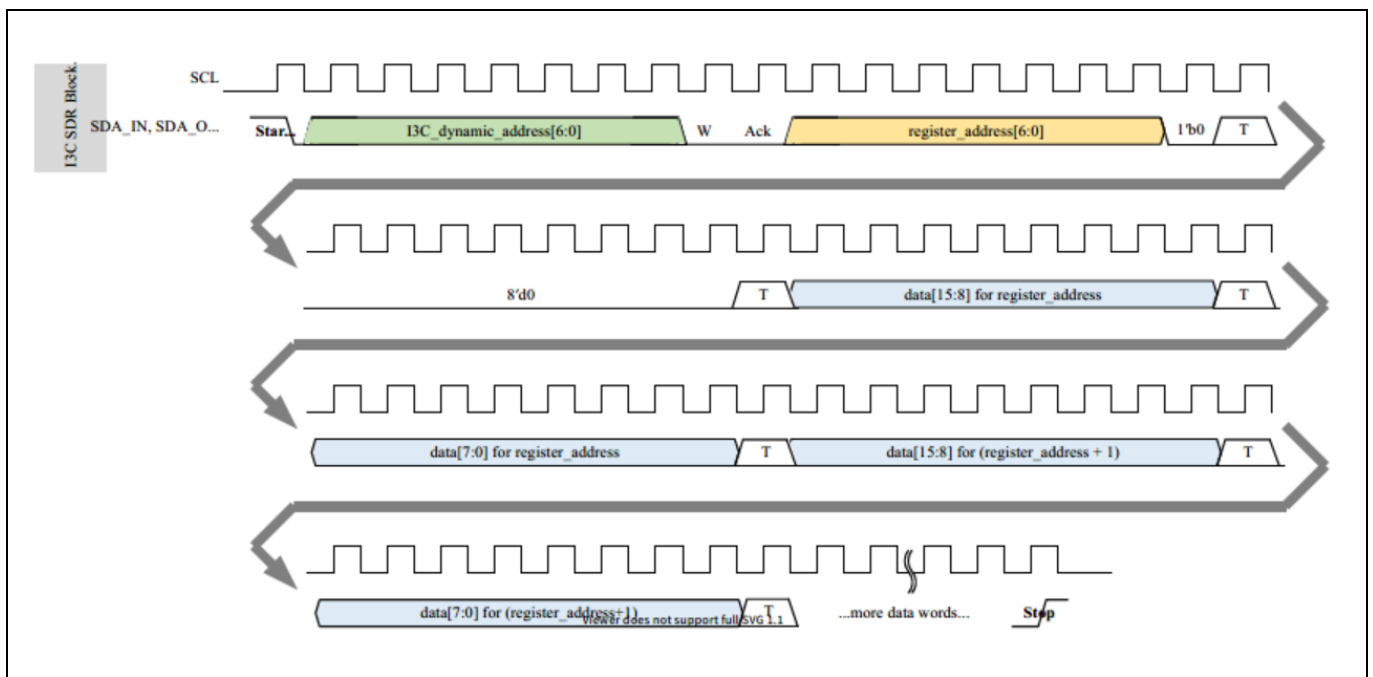 I3C SDR Block.
SCL
SDA_IN, SDA_O...
Star...
I3C_dynamic_address[6:0]
W
Ack
register_address[6:0]
1'b0
T
8'd0
T
data[15:8] for register_address
T
data[7:0] for register_address
T
data[15:8] for (register_address + 1)
T
data[7:0] for (register_address+1)
T
...more data words...
Stop
Viewer does not support full SVG 1.1